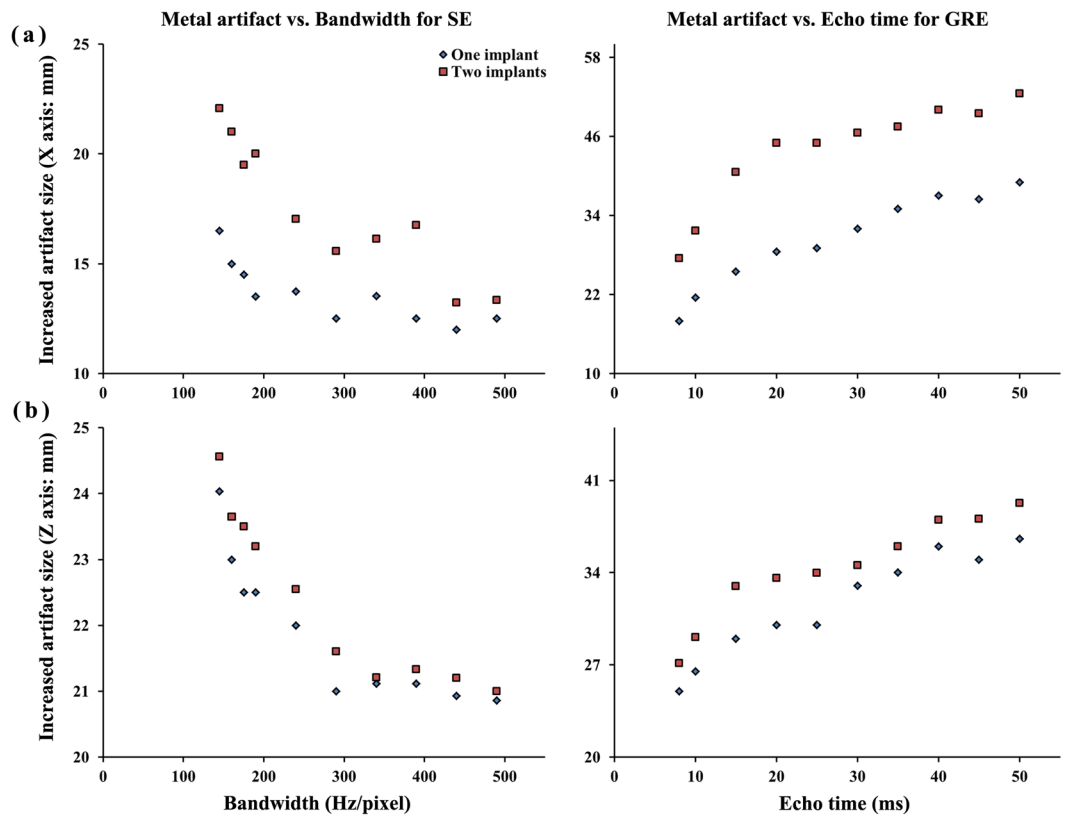 Metal artifact vs. Bandwidth for SE
Metal artifact vs. Echo time for GRE
(a)
Increased artifact size (X axis: mm)
25
20
15
10
One implant
Two implants
0 100 200 300 400 500
58
46
34
22
10
0 10 20 30 40 50
(b)
Increased artifact size (Z axis: mm)
25
24
23
22
21
20
0 100 200 300 400 500
Bandwidth (Hz/pixel)
41
34
27
20
0 10 20 30 40 50
Echo time (ms)